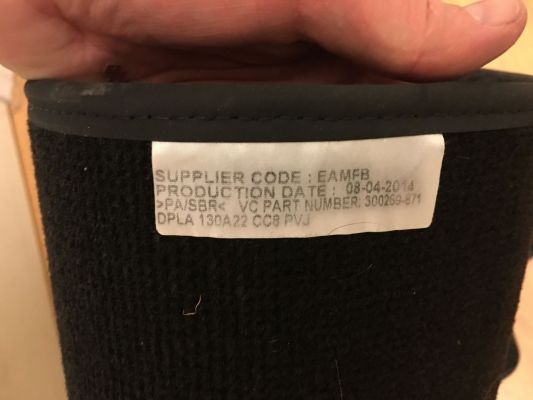 SUPPLIER CODE : EAMFB
PRODUCTION DATE : 08-04-2014
>PA/SBR< VC PART NUMBER: 300269-871
DPLA 130A22 CC8 PVJ